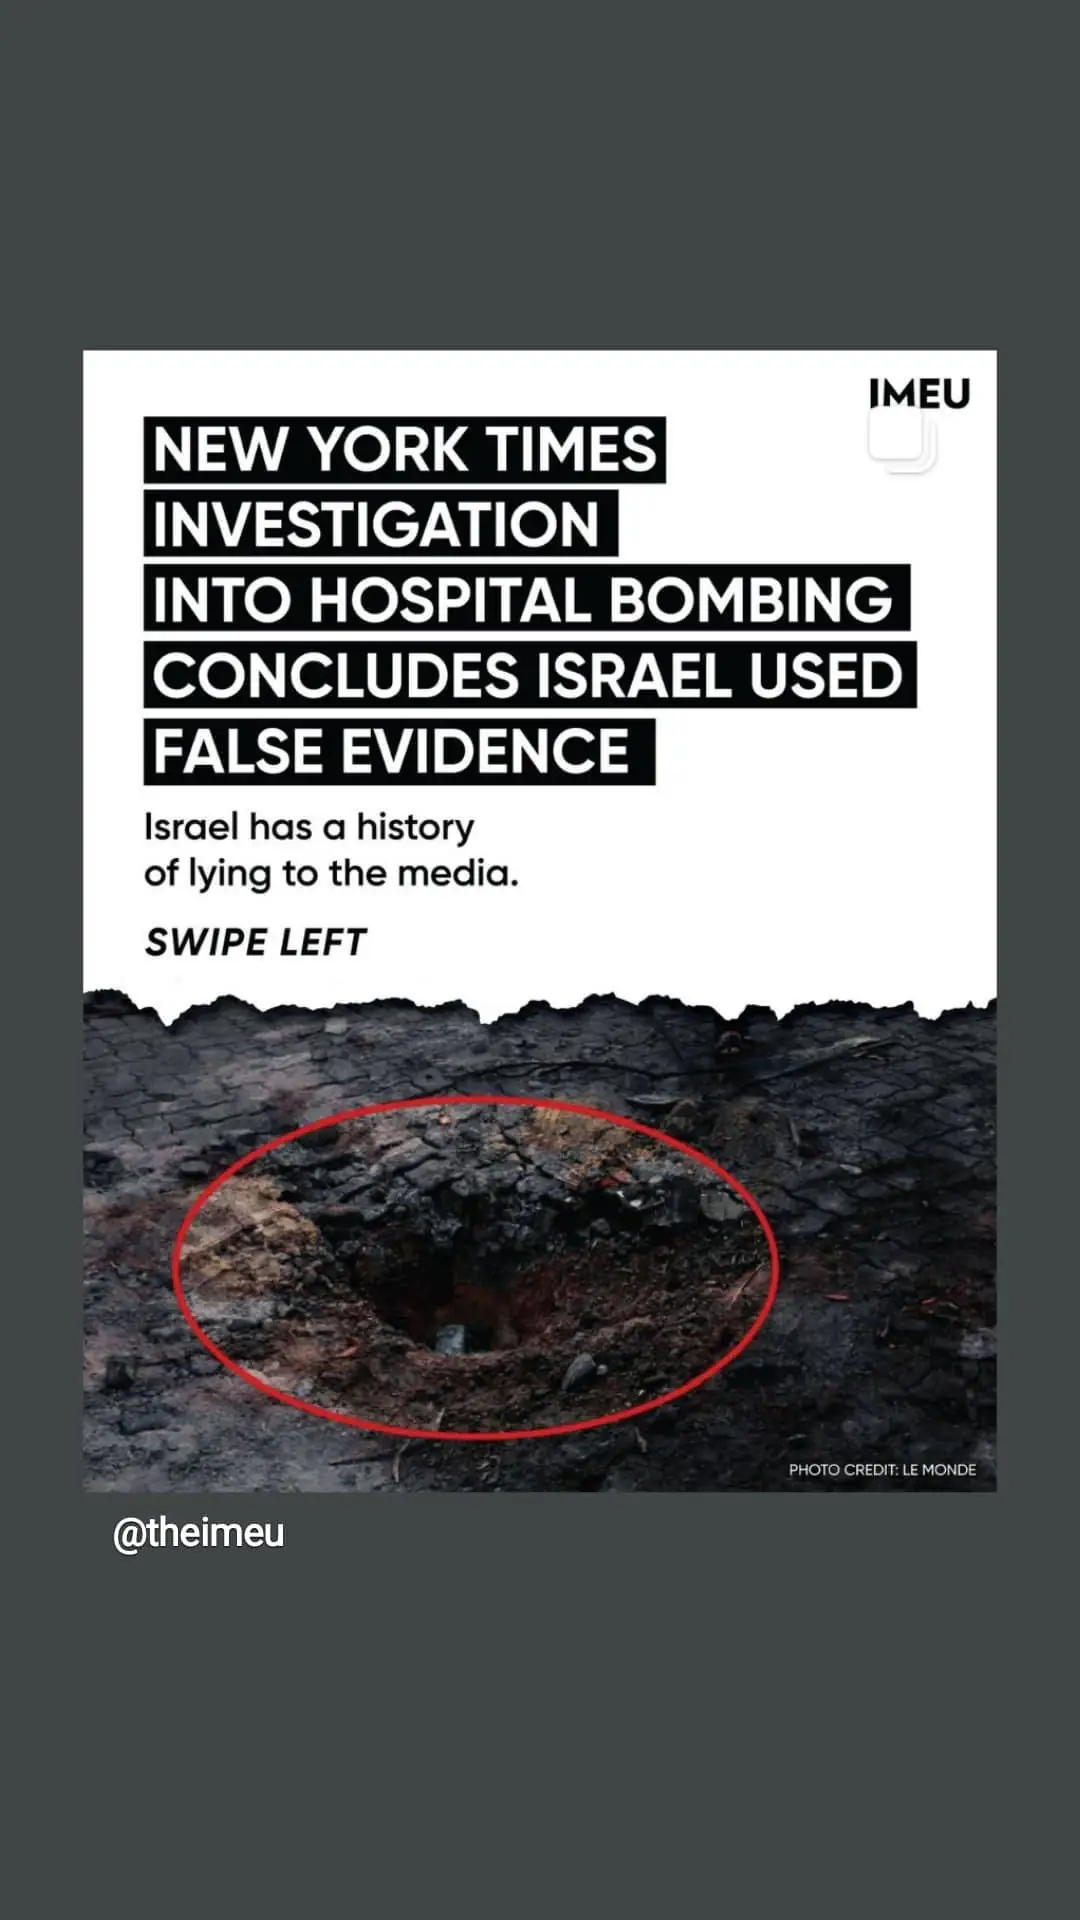 IMEU
NEW YORK TIMES
INVESTIGATION
INTO HOSPITAL BOMBING
CONCLUDES ISRAEL USED
FALSE EVIDENCE
Israel has a history
of lying to the media.
SWIPE LEFT
PHOTO CREDIT: LE MONDE
@theimeu